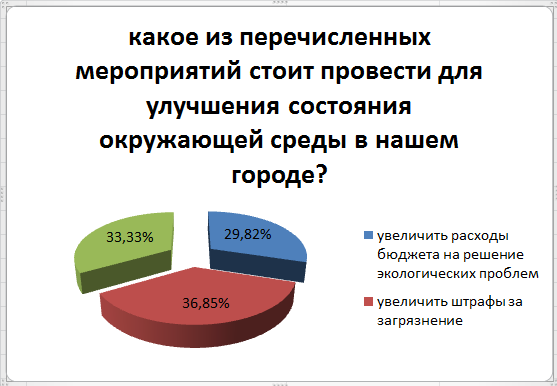 какое из перечисленных
мероприятий стоит провести для
улучшения состояния
окружающей среды в нашем
городе?
33,33%
29,82%
36,85%
увеличить расходы
бюджета на решение
экологических проблем
увеличить штрафы за
загрязнение